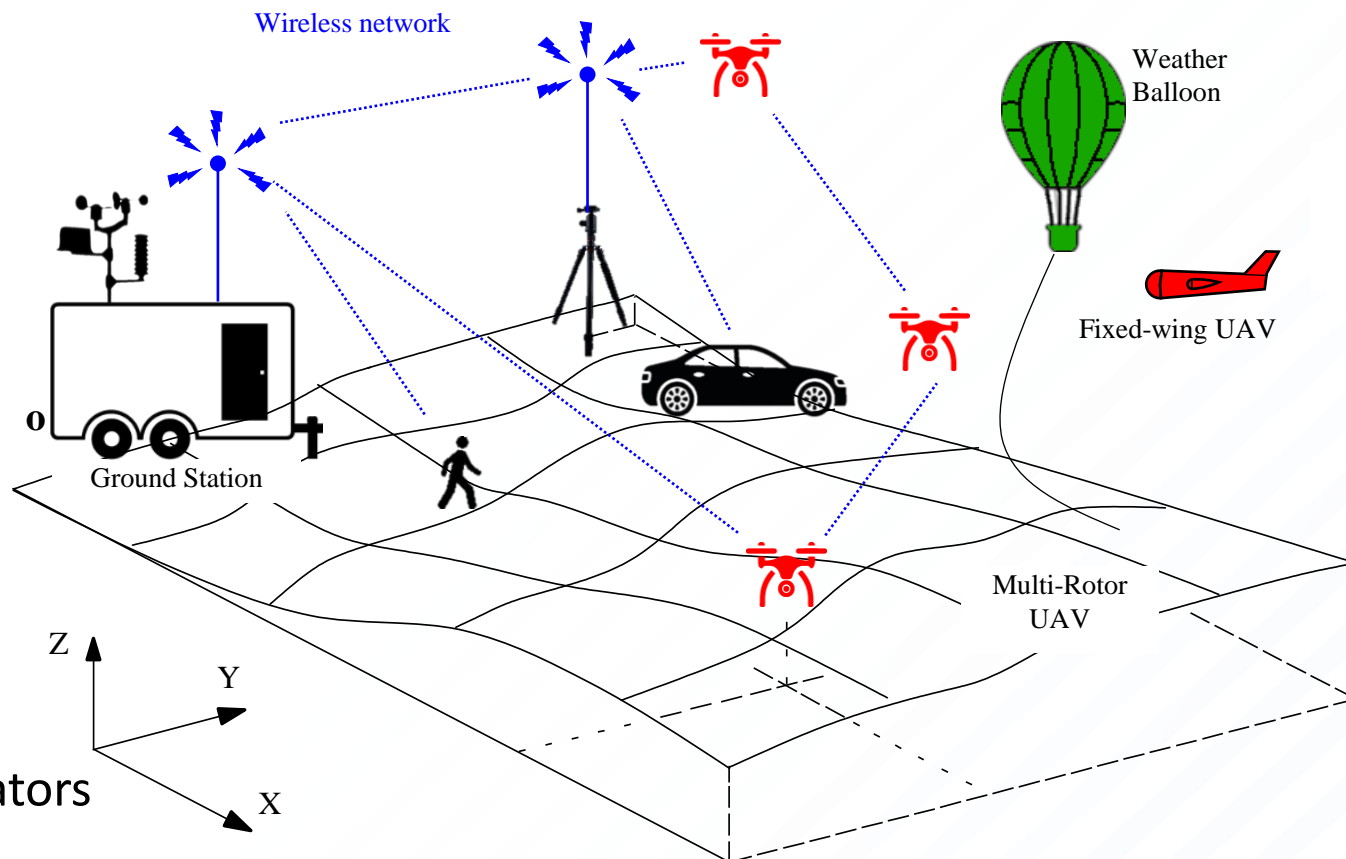 Wireless network
Weather
Balloon
Fixed-wing UAV
o
Ground Station
Multi-Rotor
UAV
Z
Y
X
ators